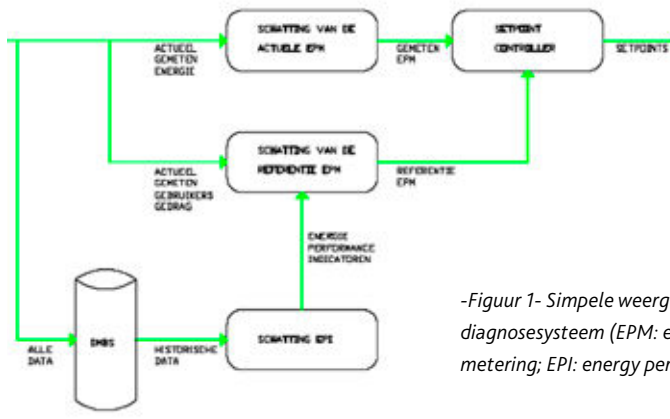 SCHATTING VAN DE
ACTUELE EPM
SETPOINT
CONTROLLER
ACTUEEL
GEMETEN
ENERGIE
GEMETEN
EPM
SETPOINTS
SCHATTING VAN DE
REFERENTIE EPM
ACTUEEL
GEMETEN
GEBRUIKERS
GEDRAG
REFERENTIE
EPM
ENERGIE
PERFORMANCE
INDICATOREN
ALLE
DATA
DMBS
HISTORISCHE
DATA
SCHATTING EPI
-Figuur 1- Simpele weerg
diagnosesysteem (EPM: e
metering; EPI: energy per